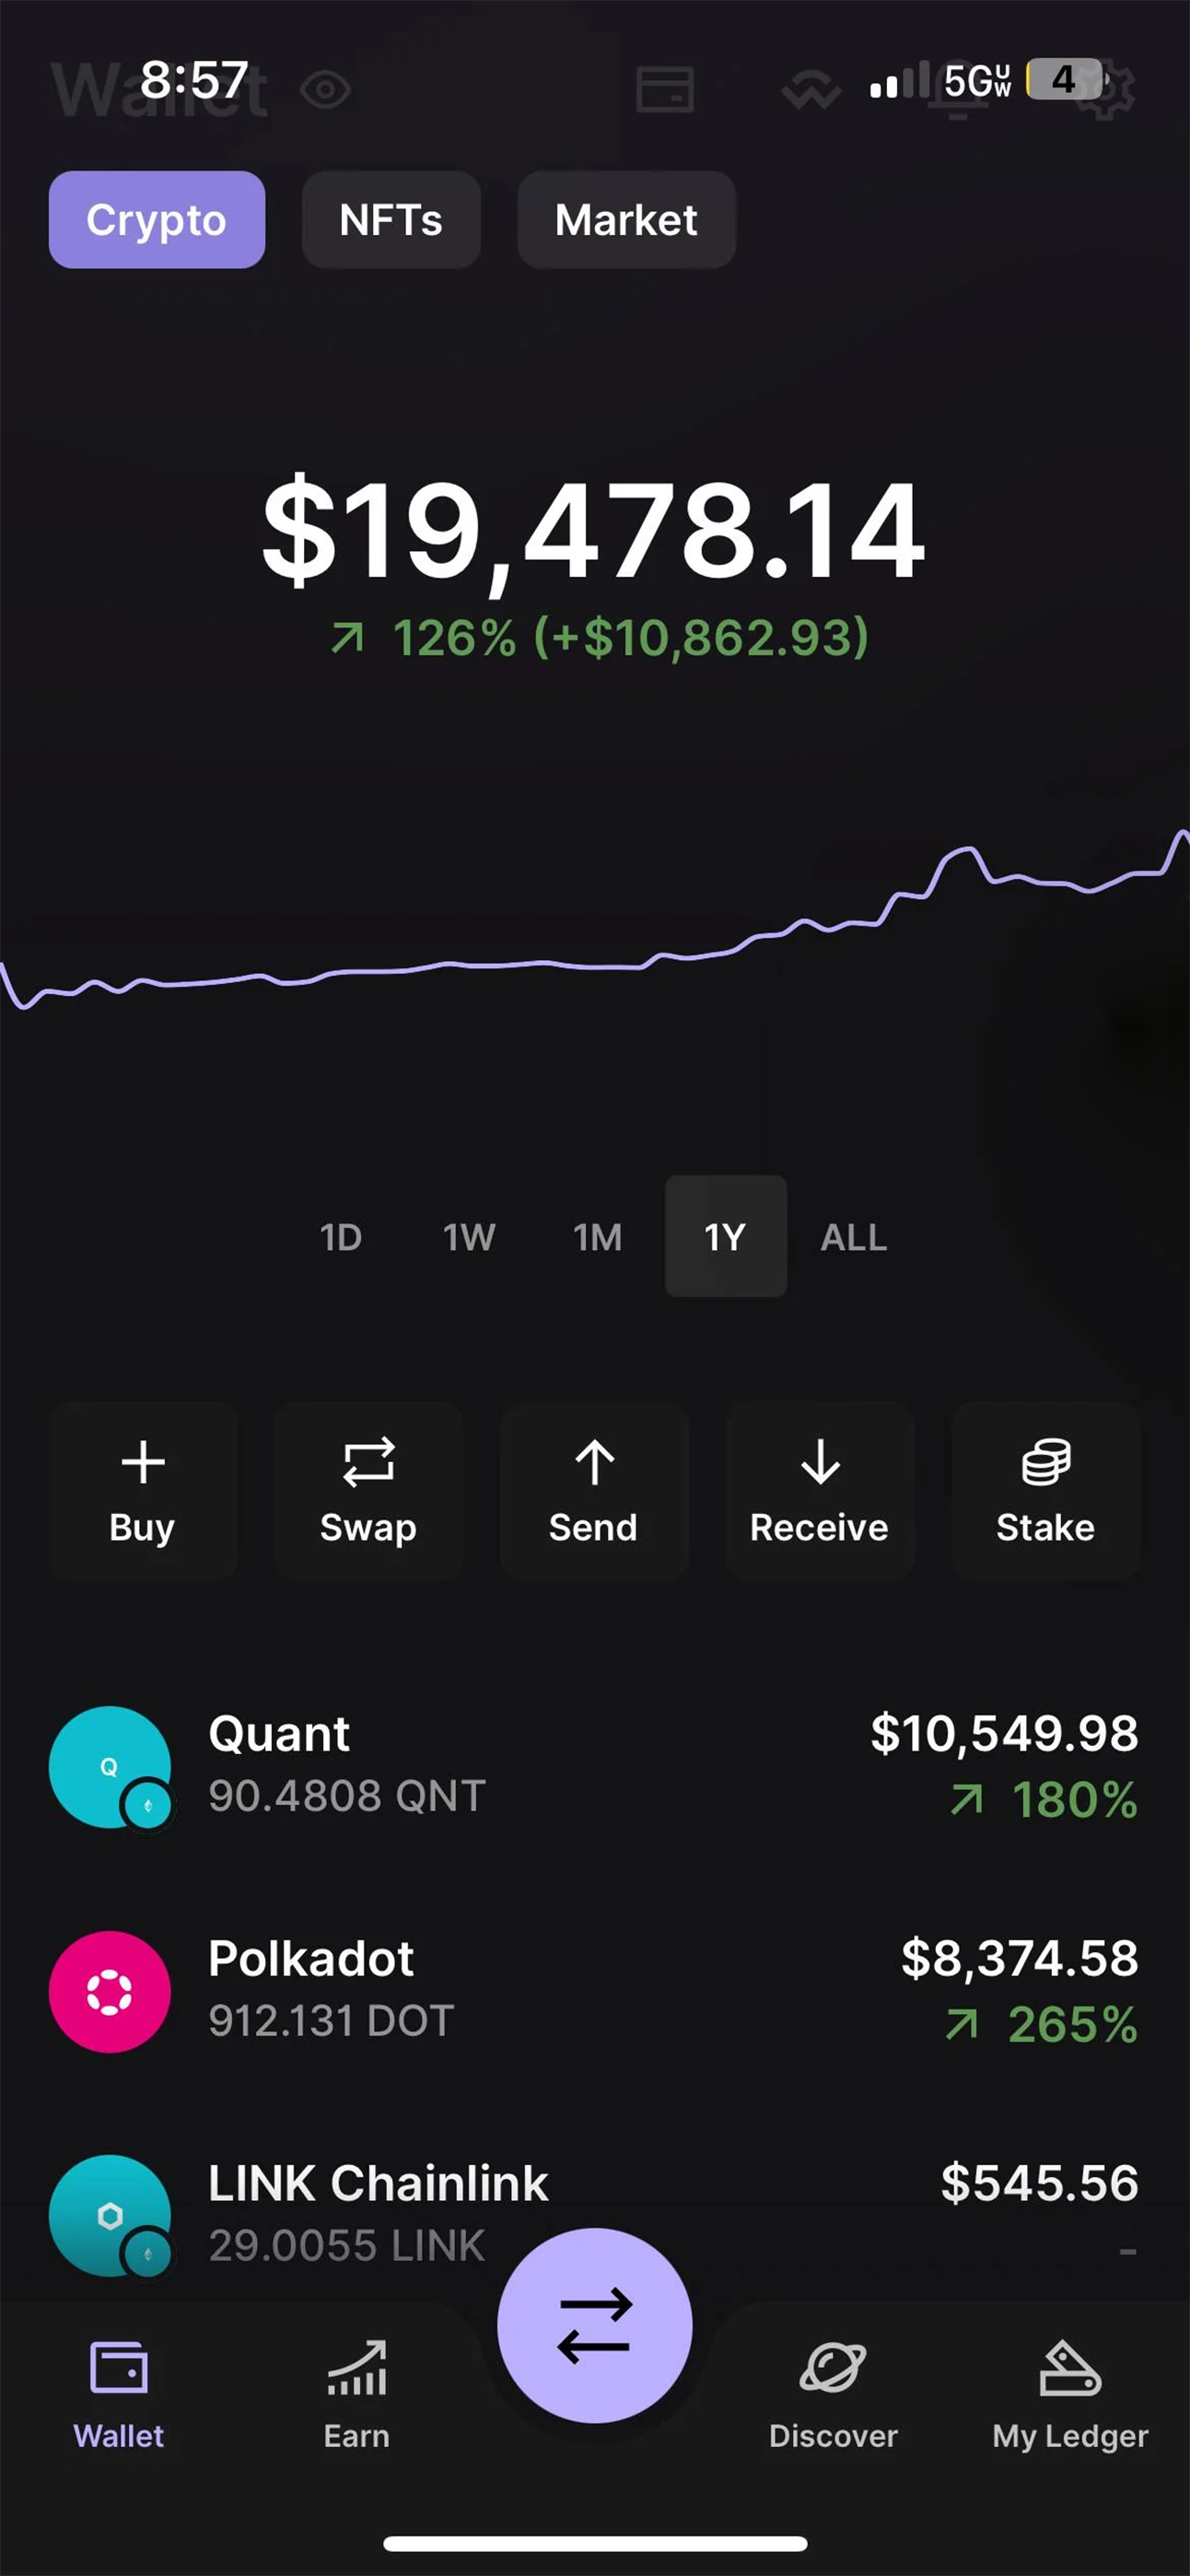 Wallet
8:57
5GUW
4
Crypto
NFTs
Market
$19,478.14
126% (+$10,862.93)
1D
1W
1M
1Y
ALL
Buy
Swap
Send
Receive
Stake
Q
Quant
$10,549.98
90.4808 QNT
180%
Polkadot
$8,374.58
912.131 DOT
265%
LINK Chainlink
$545.56
29.0055 LINK
-
Wallet
Earn
Discover
My Ledger